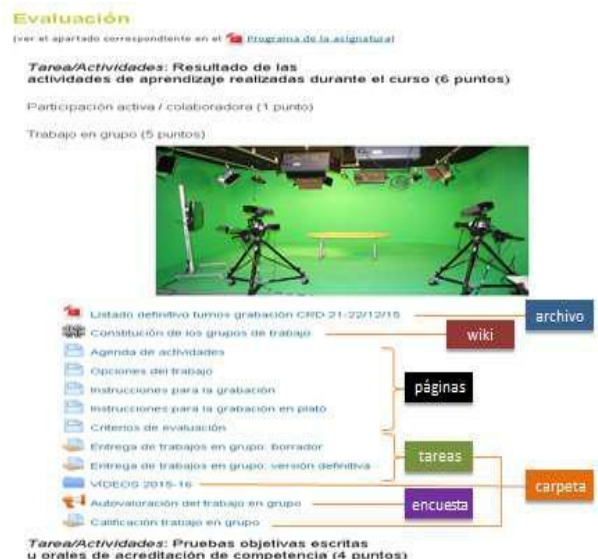 Evaluación
(ver el apartado correspondiente en el Programa de la asignatura)
Tarea/Actividades: Resultado de las
actividades de aprendizaje realizadas durante el curso (6 puntos)
Participación activa / colaboradora (1 punto)
Trabajo en grupo (5 puntos)
Listado definitivo turnos grabación CRD 21-22/12/15
archivo
Constitución de los grupos de trabajo
wiki
Agenda de actividades
Opciones del trabajo
Instrucciones para la grabación
páginas
Instrucciones para la grabación en plató
Criterios de evaluación
Entrega de trabajos en grupo: borrador
tareas
Entrega de trabajos en grupo: versión definitiva
VÍDEOS 2015-16
carpeta
Autovaloración del trabajo en grupo
encuesta
Calificación trabajo en grupo
Tarea/Actividades: Pruebas objetivas escritas
u orales de acreditación de competencia (4 puntos)